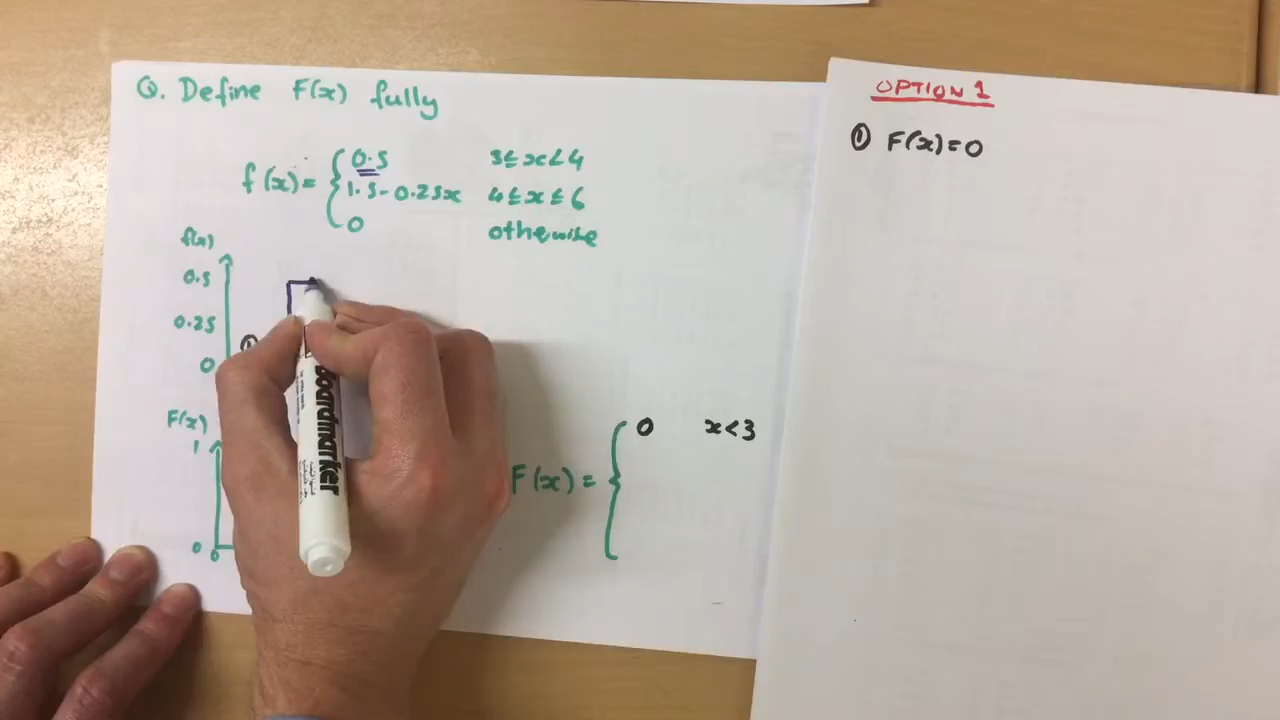 Q. Define F(x) fully
f(x)= { 0.5 3≤x<4
1.5-0.25x 4≤x≤6
0 otherwise
f(x)
0.5
0.25
0
F(x)
1
0
0
F(x) = { 0 x<3
Boardmarker
OPTION 1
① F(x)=0